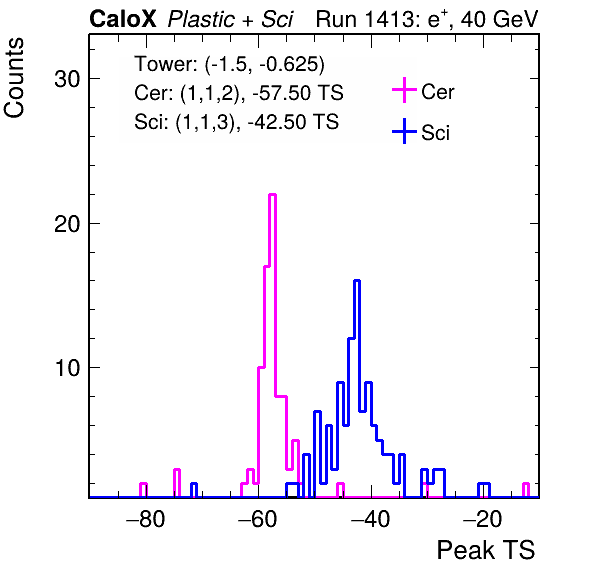 CaloX Plastic + Sci Run 1413: e+, 40 GeV
Counts
Tower: (-1.5, -0.625)
Cer: (1,1,2), -57.50 TS
Sci: (1,1,3), -42.50 TS
Cer
Sci
30
20
10
−80 −60 −40 −20
Peak TS